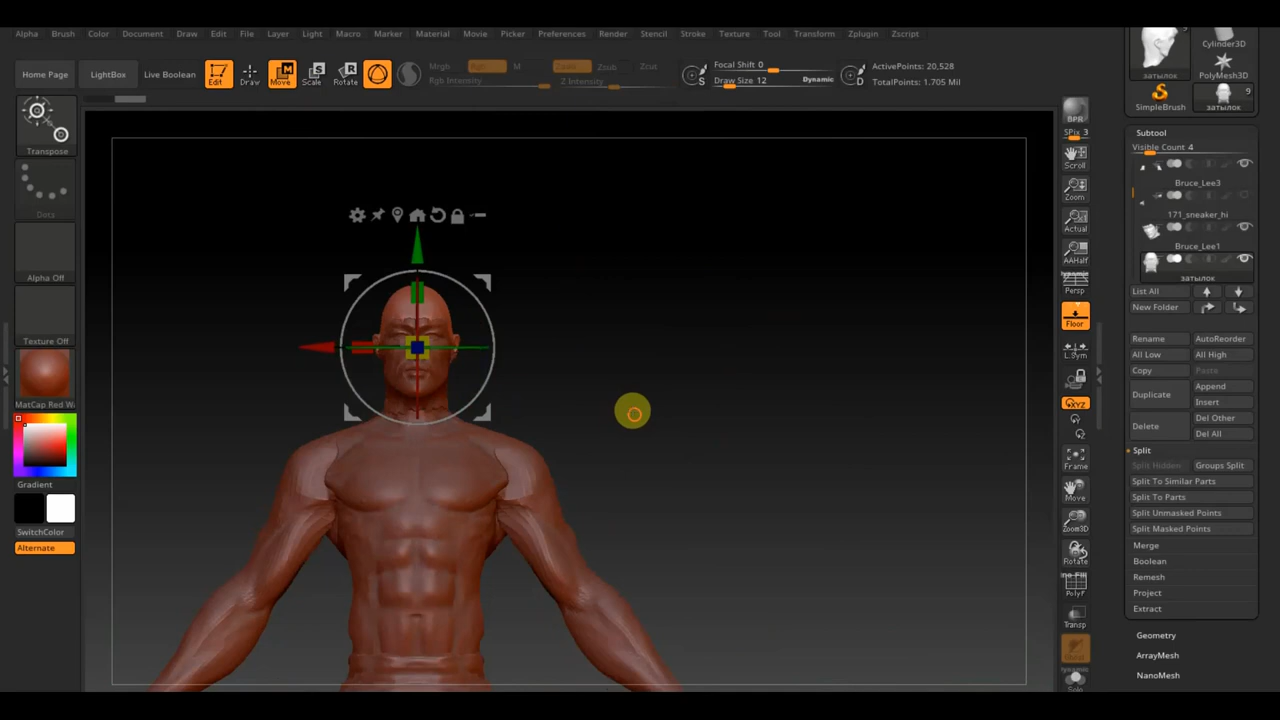 Alpha Brush Color Document Draw Edit File Layer Light Macro Marker Material Movie Picker Preferences Render Stencil Stroke Texture Tool Transform Zplugin Zscript
Home Page LightBox Live Boolean Edit Draw Move Scale Rotate
Mrgb Rgb M Zadd Zsub Zcut
Rgb Intensity Z Intensity
Focal Shift 0
Draw Size 12 Dynamic
ActivePoints: 20,528
TotalPoints: 1.705 Mil
S
D
Transpose
Dots
Alpha Off
Texture Off
MatCap Red W
Gradient
SwitchColor
Alternate
BPR
SPix 3
Scroll
Zoom
Actual
AAHalf
Dynamic
Persp
Floor
L.Sym
XYZ
Frame
Move
Zoom3D
Rotate
PolyF
Transp
Dynamic
Solo
Cylinder3D
затылок
PolyMesh3D
SimpleBrush
9
затылок
Subtool
Visible Count 4
Bruce_Lee3
171_sneaker_hi
Bruce_Lee1
затылок
List All
New Folder
Rename AutoReorder
All Low All High
Copy Paste
Duplicate Append
Insert
Delete Del Other
Del All
Split
Split Hidden Groups Split
Split To Similar Parts
Split To Parts
Split Unmasked Points
Split Masked Points
Merge
Boolean
Remesh
Project
Extract
Geometry
ArrayMesh
NanoMesh